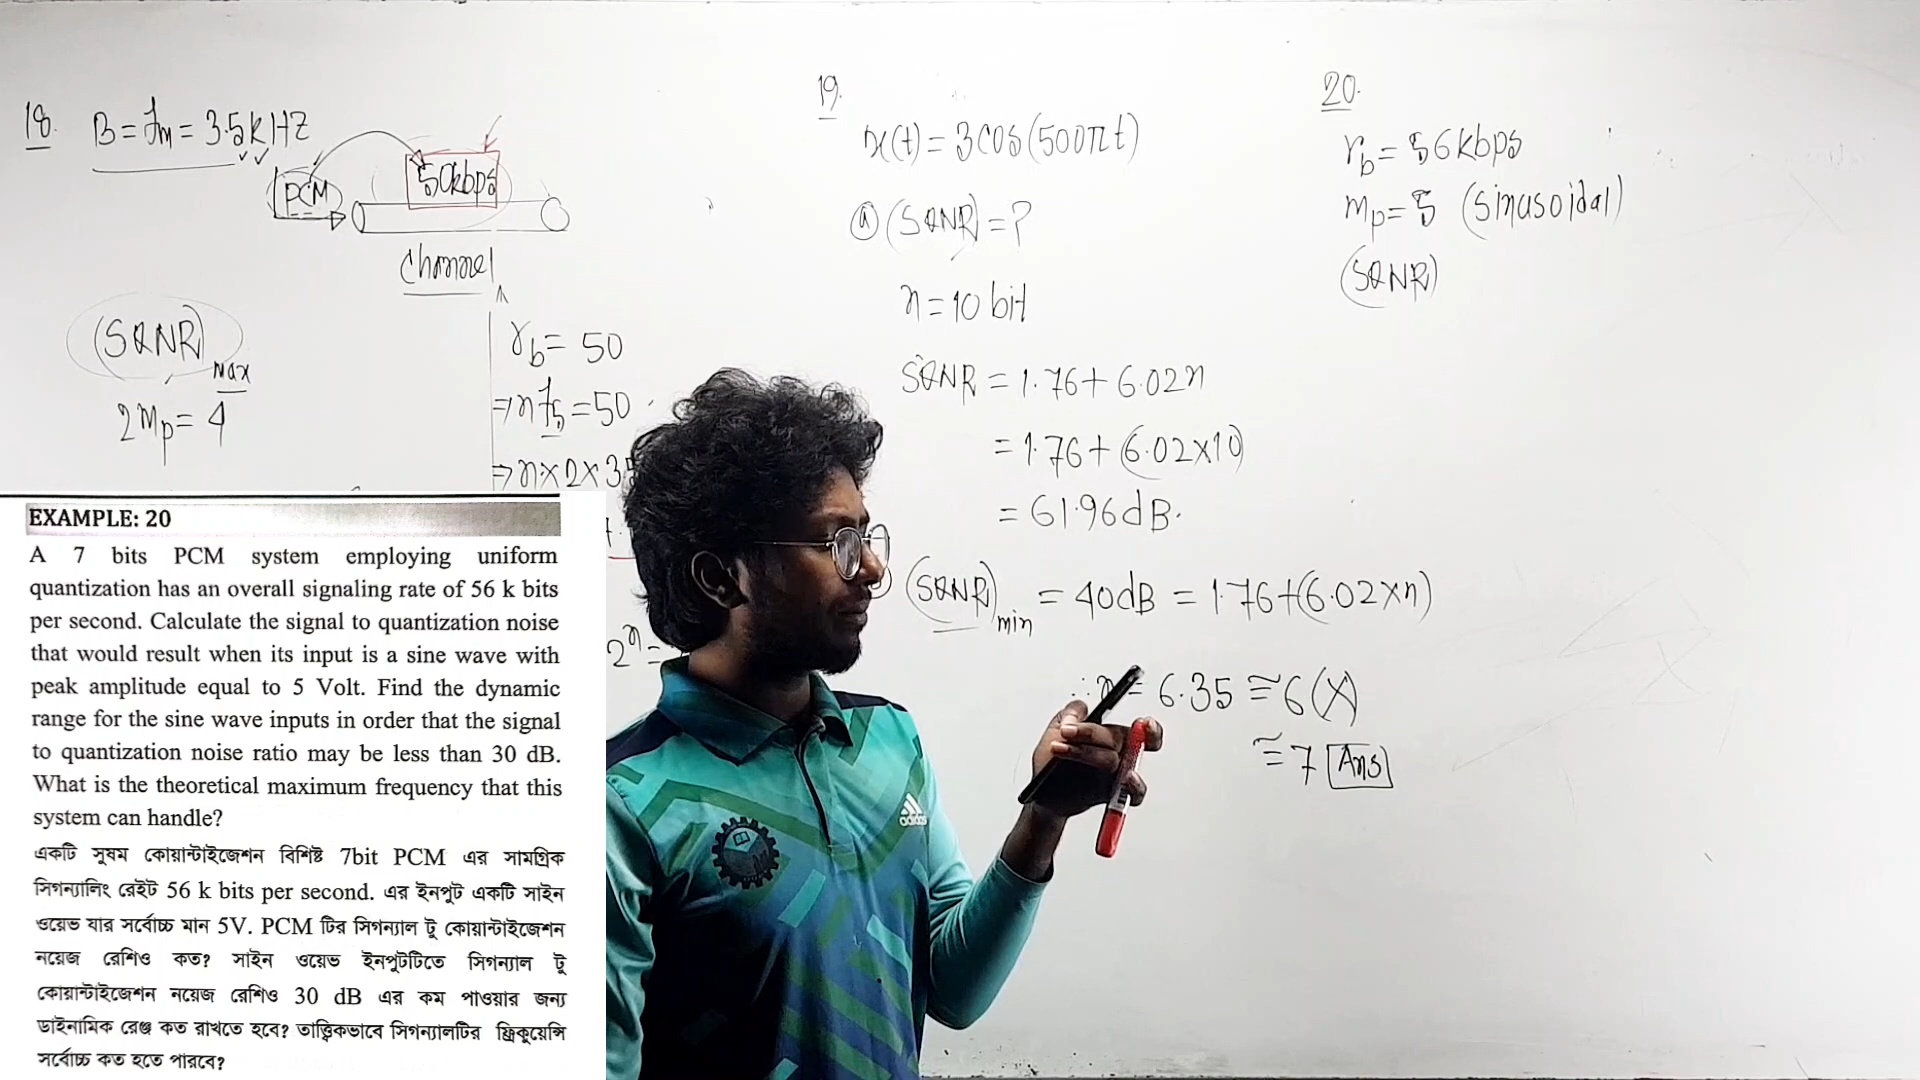 18. B = fm = 3.5kHZ
PCM
50kbps
Channel
(SQNR)max
2mp = 4
rb = 50
⇒ nfs = 50
⇒ n×2×3
2ⁿ =
19.
x(t) = 3cos(500πt)
ⓐ (SQNR) = ?
n = 10 bit
SQNR = 1.76 + 6.02n
= 1.76 + (6.02×10)
= 61.96dB.
(SQNR)min = 40dB = 1.76+(6.02×n)
∴ n = 6.35 ≅ 6 (X)
≅ 7 Ans
20.
rb = 56kbps
mp = 5 (sinusoidal)
(SQNR)
adidas
EXAMPLE: 20
A 7 bits PCM system employing uniform
quantization has an overall signaling rate of 56 k bits
per second. Calculate the signal to quantization noise
that would result when its input is a sine wave with
peak amplitude equal to 5 Volt. Find the dynamic
range for the sine wave inputs in order that the signal
to quantization noise ratio may be less than 30 dB.
What is the theoretical maximum frequency that this
system can handle?
একটি সুষম কোয়ান্টাইজেশন বিশিষ্ট 7bit PCM এর সামগ্রিক
সিগন্যালিং রেইট 56 k bits per second. এর ইনপুট একটি সাইন
ওয়েভ যার সর্বোচ্চ মান 5V. PCM টির সিগন্যাল টু কোয়ান্টাইজেশন
নয়েজ রেশিও কত? সাইন ওয়েভ ইনপুটটিতে সিগন্যাল টু
কোয়ান্টাইজেশন নয়েজ রেশিও 30 dB এর কম পাওয়ার জন্য
ডাইনামিক রেঞ্জ কত রাখতে হবে? তাত্ত্বিকভাবে সিগন্যালটির ফ্রিকুয়েন্সি
সর্বোচ্চ কত হতে পারবে?